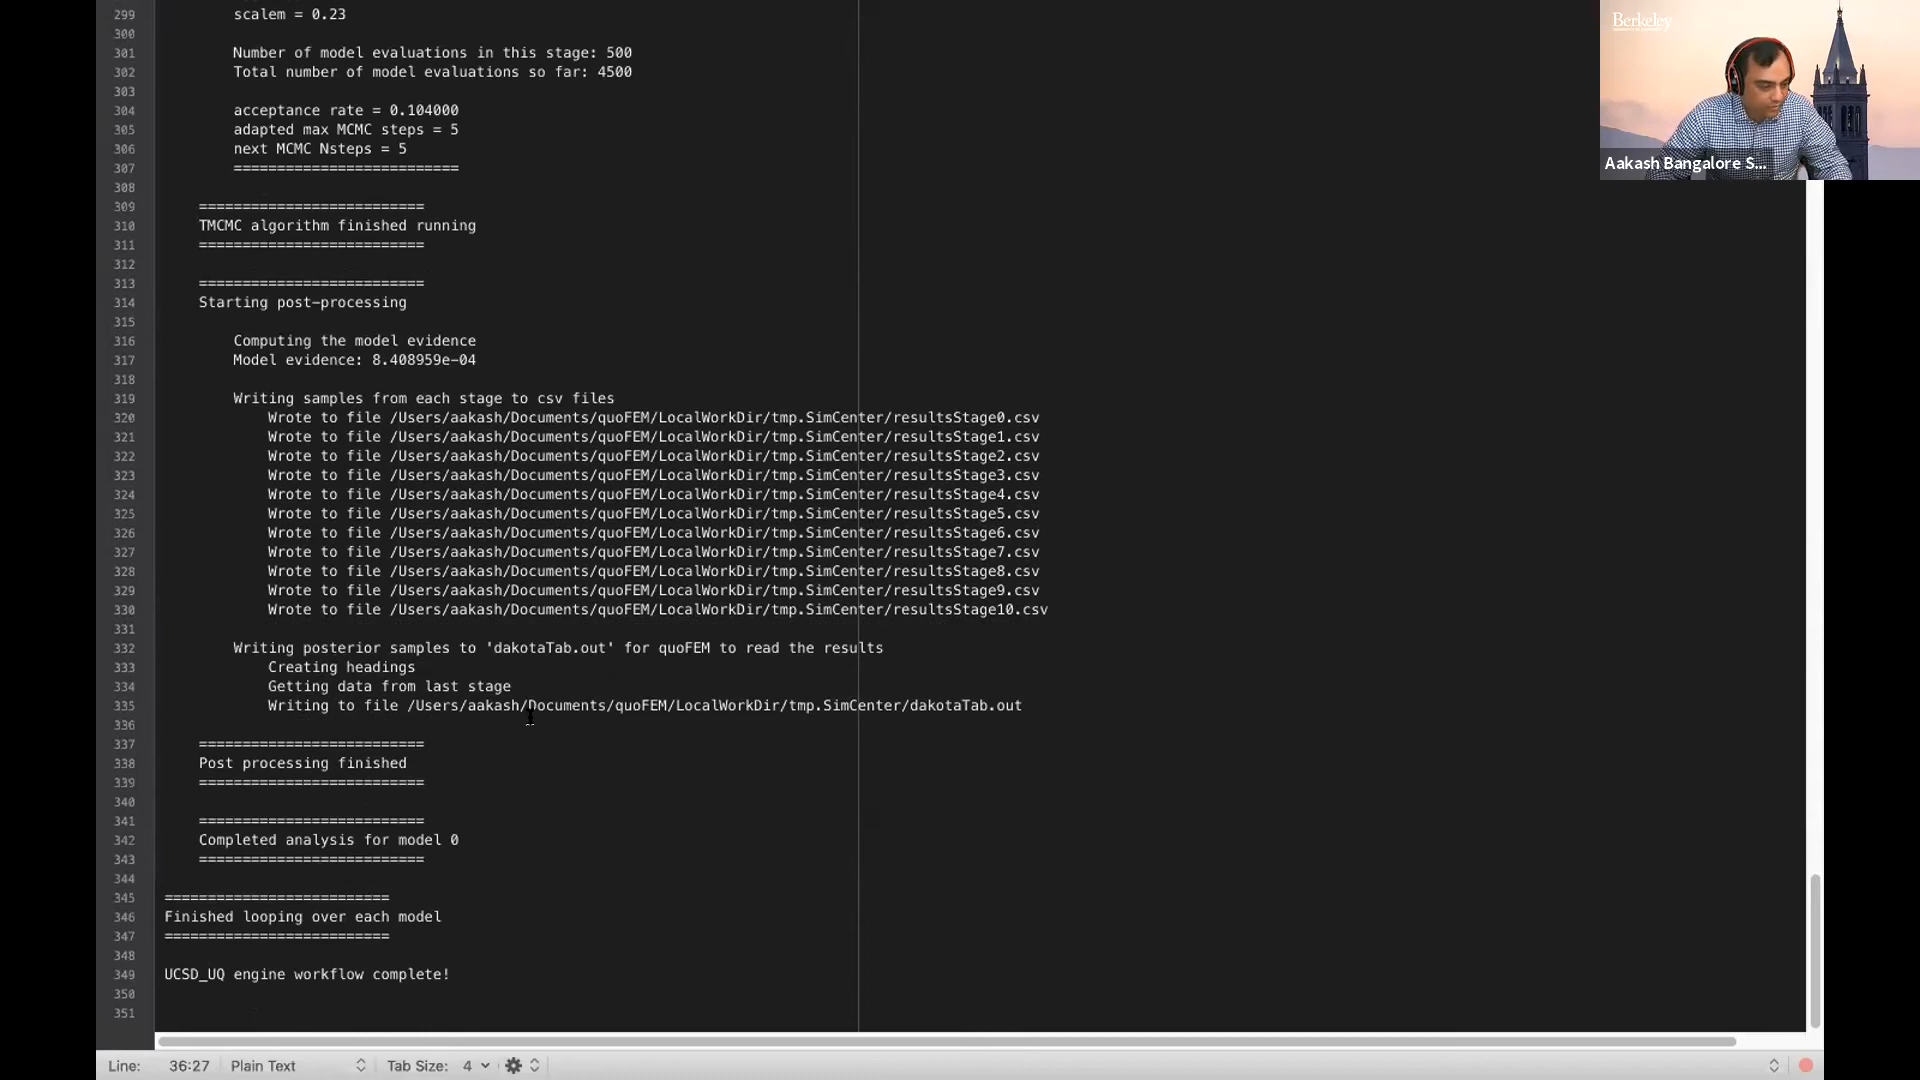 299 scalem = 0.23
300
301 Number of model evaluations in this stage: 500
302 Total number of model evaluations so far: 4500
303
304 acceptance rate = 0.104000
305 adapted max MCMC steps = 5
306 next MCMC Nsteps = 5
307 ==========================
308
309 ==========================
310 TMCMC algorithm finished running
311 ==========================
312
313 ==========================
314 Starting post-processing
315
316 Computing the model evidence
317 Model evidence: 8.408959e-04
318
319 Writing samples from each stage to csv files
320 Wrote to file /Users/aakash/Documents/quoFEM/LocalWorkDir/tmp.SimCenter/resultsStage0.csv
321 Wrote to file /Users/aakash/Documents/quoFEM/LocalWorkDir/tmp.SimCenter/resultsStage1.csv
322 Wrote to file /Users/aakash/Documents/quoFEM/LocalWorkDir/tmp.SimCenter/resultsStage2.csv
323 Wrote to file /Users/aakash/Documents/quoFEM/LocalWorkDir/tmp.SimCenter/resultsStage3.csv
324 Wrote to file /Users/aakash/Documents/quoFEM/LocalWorkDir/tmp.SimCenter/resultsStage4.csv
325 Wrote to file /Users/aakash/Documents/quoFEM/LocalWorkDir/tmp.SimCenter/resultsStage5.csv
326 Wrote to file /Users/aakash/Documents/quoFEM/LocalWorkDir/tmp.SimCenter/resultsStage6.csv
327 Wrote to file /Users/aakash/Documents/quoFEM/LocalWorkDir/tmp.SimCenter/resultsStage7.csv
328 Wrote to file /Users/aakash/Documents/quoFEM/LocalWorkDir/tmp.SimCenter/resultsStage8.csv
329 Wrote to file /Users/aakash/Documents/quoFEM/LocalWorkDir/tmp.SimCenter/resultsStage9.csv
330 Wrote to file /Users/aakash/Documents/quoFEM/LocalWorkDir/tmp.SimCenter/resultsStage10.csv
331
332 Writing posterior samples to 'dakotaTab.out' for quoFEM to read the results
333 Creating headings
334 Getting data from last stage
335 Writing to file /Users/aakash/Documents/quoFEM/LocalWorkDir/tmp.SimCenter/dakotaTab.out
336
337 ==========================
338 Post processing finished
339 ==========================
340
341 ==========================
342 Completed analysis for model 0
343 ==========================
344
345 ==========================
346 Finished looping over each model
347 ==========================
348
349 UCSD_UQ engine workflow complete!
350
351
Line: 36:27 Plain Text Tab Size: 4
Berkeley
Aakash Bangalore S...